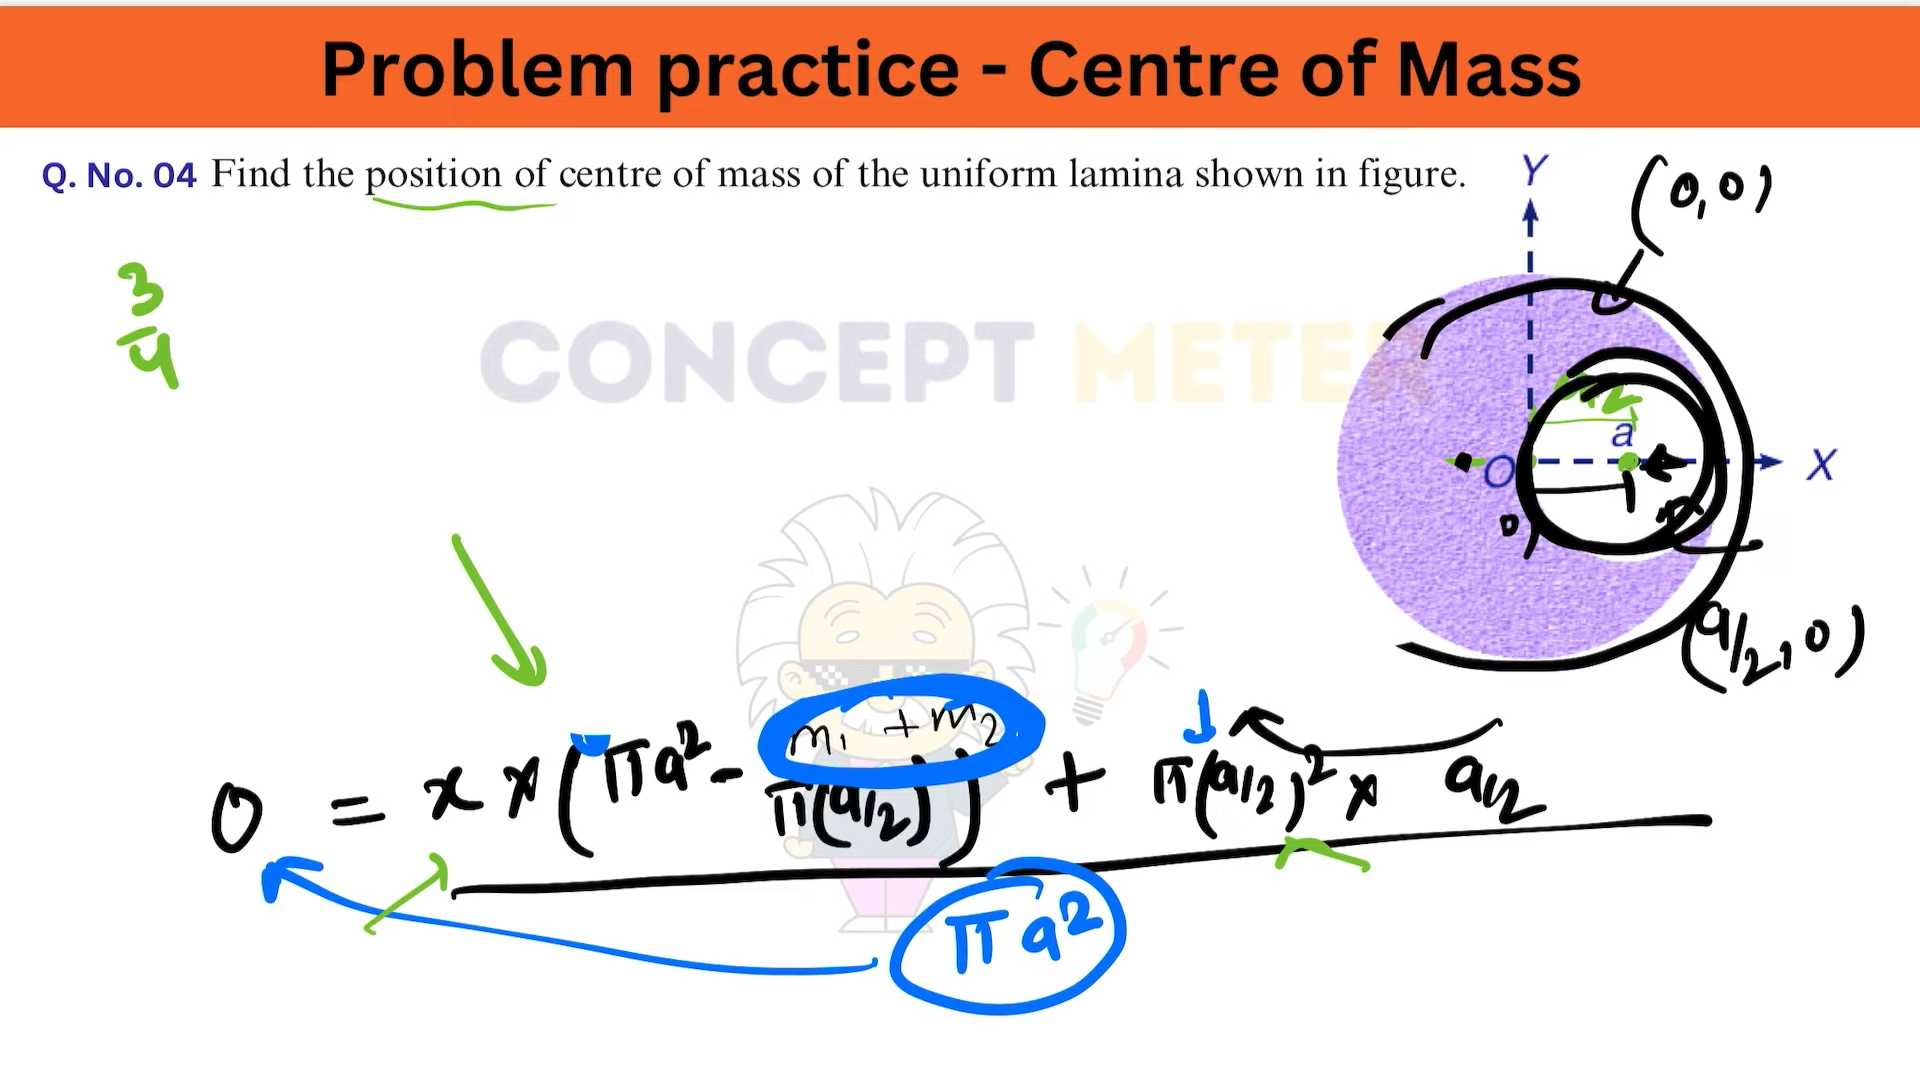 Problem practice - Centre of Mass
Q. No. 04 Find the position of centre of mass of the uniform lamina shown in figure.
Y
(0,0)
3/4
CONCEPT METER
a
O
X
(a/2, 0)
m1 + m2
0 = x × (πa² - π(a/2)) + π(a/2)² × a/2
πa²